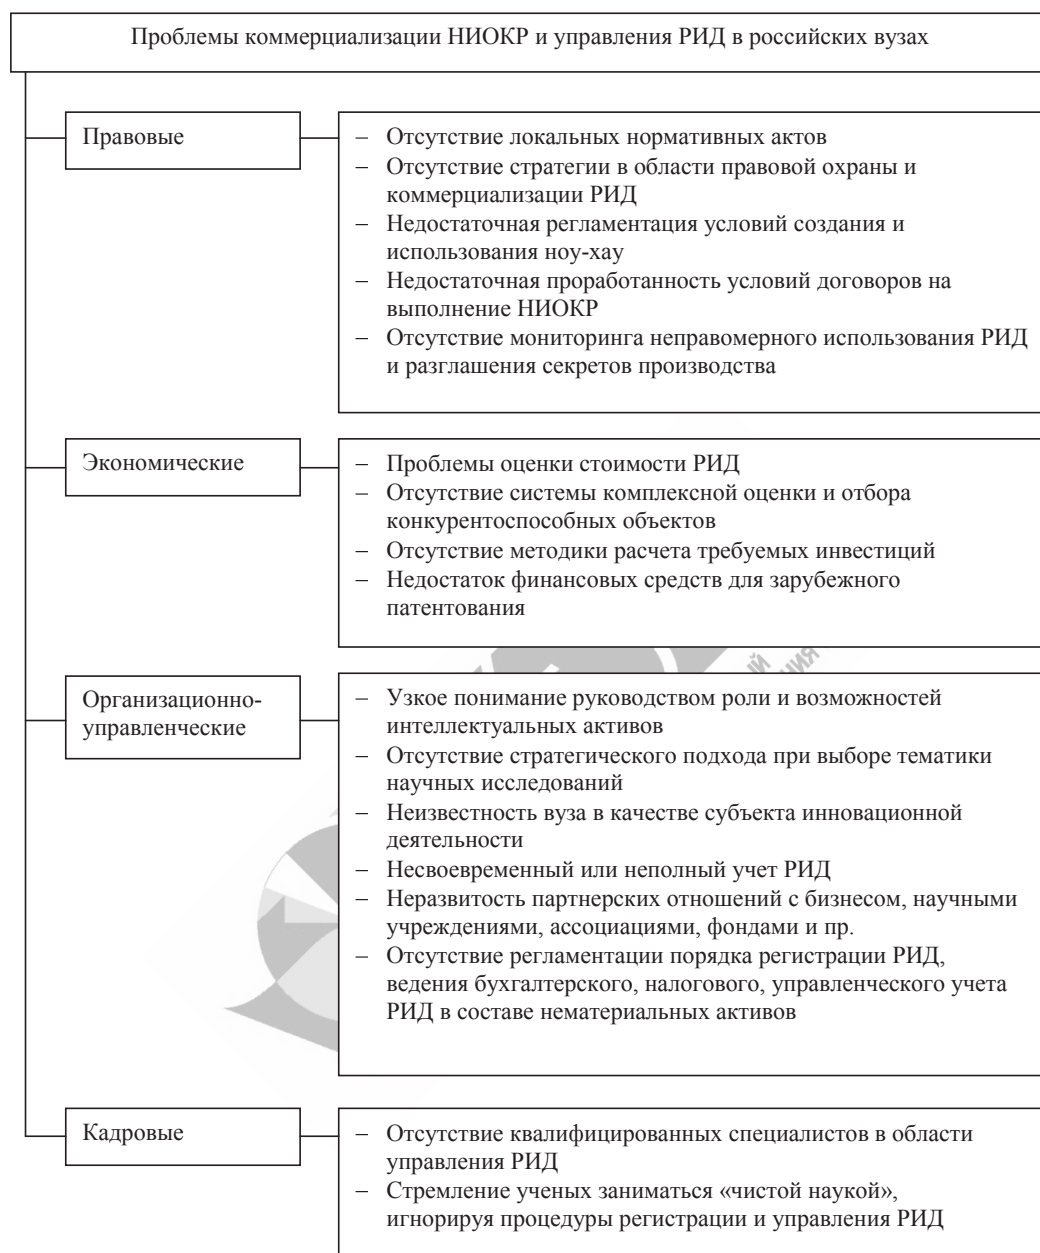 Проблемы коммерциализации НИОКР и управления РИД в российских вузах
Правовые
– Отсутствие локальных нормативных актов
– Отсутствие стратегии в области правовой охраны и
коммерциализации РИД
– Недостаточная регламентация условий создания и
использования ноу-хау
– Недостаточная проработанность условий договоров на
выполнение НИОКР
– Отсутствие мониторинга неправомерного использования РИД
и разглашения секретов производства
Экономические
– Проблемы оценки стоимости РИД
– Отсутствие системы комплексной оценки и отбора
конкурентоспособных объектов
– Отсутствие методики расчета требуемых инвестиций
– Недостаток финансовых средств для зарубежного
патентования
Организационно-
управленческие
– Узкое понимание руководством роли и возможностей
интеллектуальных активов
– Отсутствие стратегического подхода при выборе тематики
научных исследований
– Неизвестность вуза в качестве субъекта инновационной
деятельности
– Несвоевременный или неполный учет РИД
– Неразвитость партнерских отношений с бизнесом, научными
учреждениями, ассоциациями, фондами и пр.
– Отсутствие регламентации порядка регистрации РИД,
ведения бухгалтерского, налогового, управленческого учета
РИД в составе нематериальных активов
Кадровые
– Отсутствие квалифицированных специалистов в области
управления РИД
– Стремление ученых заниматься «чистой наукой»,
игнорируя процедуры регистрации и управления РИД